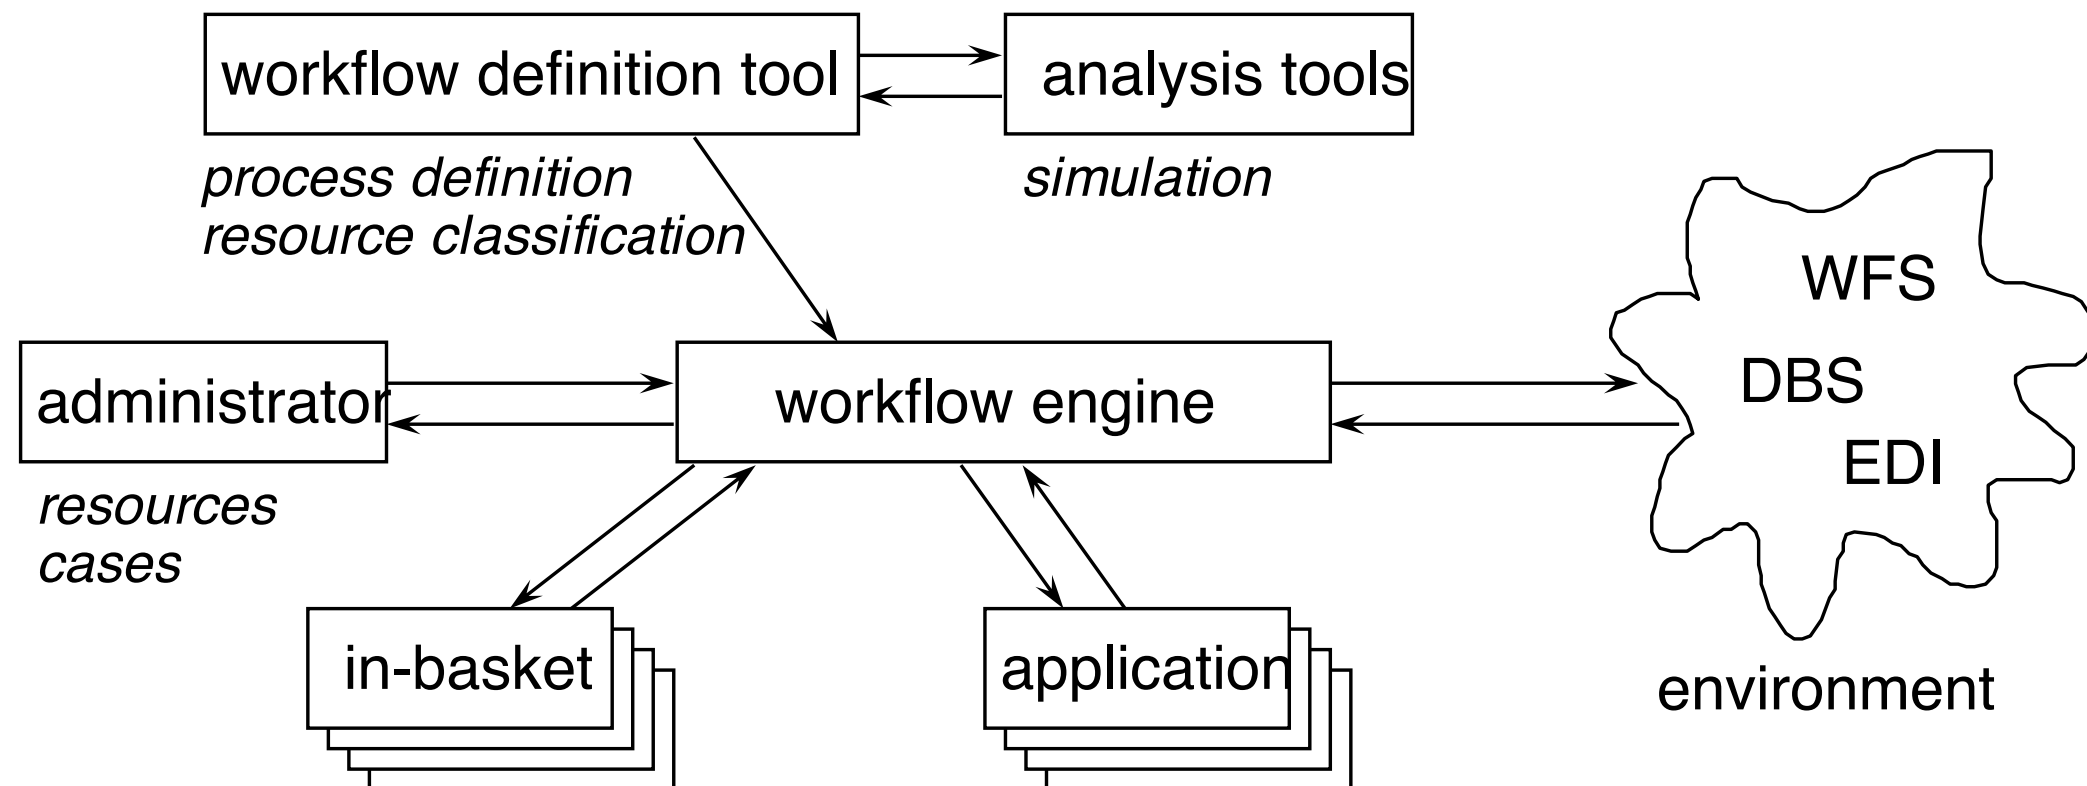 workflow definition tool
analysis tools
process definition
resource classification
simulation
WFS
DBS
EDI
administrator
workflow engine
resources
cases
in-basket
application
environment